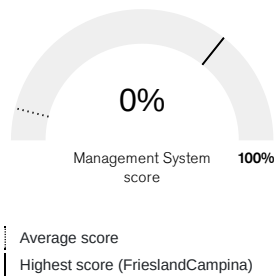 0%
Management System 100%
score
Average score
Highest score (FrieslandCampina)